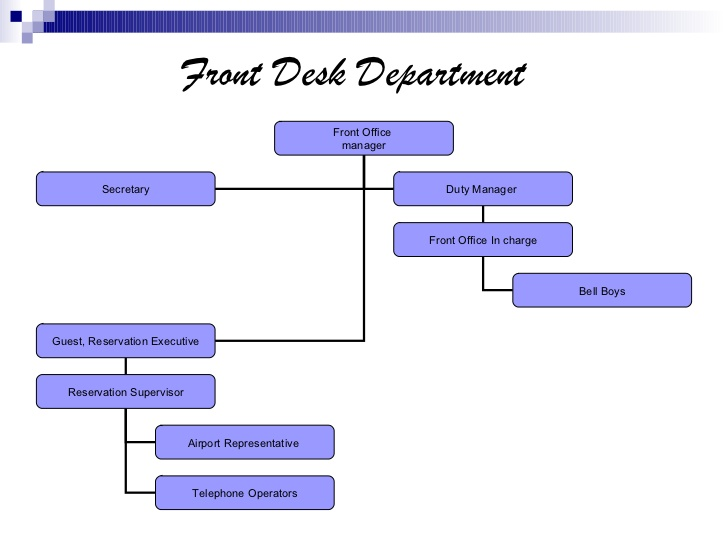 Front Desk Department
Front Office
manager
Secretary
Duty Manager
Front Office In charge
Bell Boys
Guest, Reservation Executive
Reservation Supervisor
Airport Representative
Telephone Operators